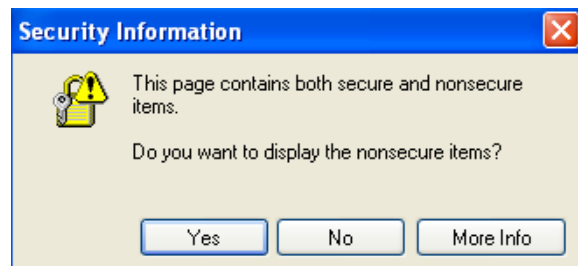 Security Information
This page contains both secure and nonsecure
items.
Do you want to display the nonsecure items?
Yes No More Info